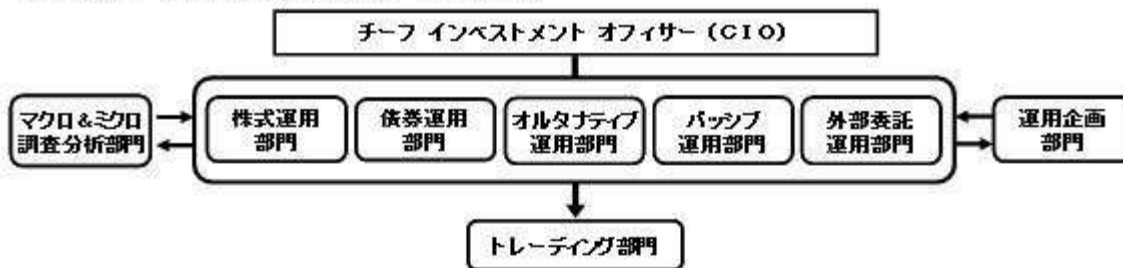 チーフ インベストメント オフィサー (CIO)
マクロ&ミクロ
調査分析部門
株式運用
部門
債券運用
部門
オルタナティブ
運用部門
パッシブ
運用部門
外部委託
運用部門
運用企画
部門
トレーディング部門